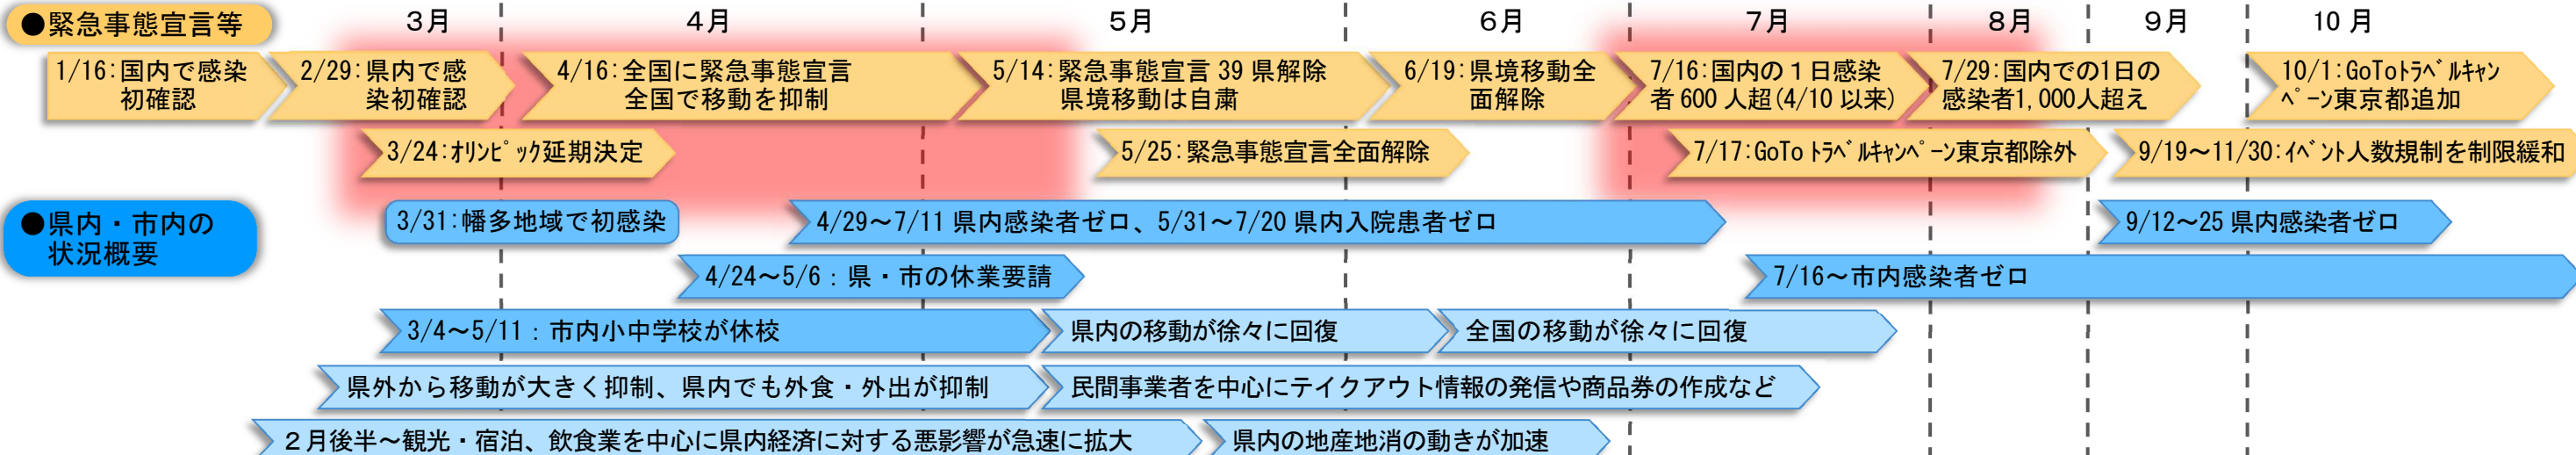 ●緊急事態宣言等
3月
4月
5月
6月
7月
8月
9月
10月
1/16:国内で感染
初確認
2/29:県内で感
染初確認
4/16:全国に緊急事態宣言
全国で移動を抑制
5/14:緊急事態宣言 39 県解除
県境移動は自粛
6/19:県境移動全
面解除
7/16:国内の１日感染
者 600 人超(4/10 以来)
7/29:国内での1日の
感染者1,000人超え
10/1:GoToﾄﾗﾍﾞﾙｷｬﾝ
ﾍﾟｰﾝ東京都追加
3/24:ｵﾘﾝﾋﾟｯｸ延期決定
5/25:緊急事態宣言全面解除
7/17:GoTo ﾄﾗﾍﾞﾙｷｬﾝﾍﾟｰﾝ東京都除外
9/19～11/30:ｲﾍﾞﾝﾄ人数規制を制限緩和
●県内・市内の
状況概要
3/31:幡多地域で初感染
4/29～7/11 県内感染者ゼロ、5/31～7/20 県内入院患者ゼロ
9/12～25 県内感染者ゼロ
4/24～5/6：県・市の休業要請
7/16～市内感染者ゼロ
3/4～5/11：市内小中学校が休校
県内の移動が徐々に回復
全国の移動が徐々に回復
県外から移動が大きく抑制、県内でも外食・外出が抑制
民間事業者を中心にテイクアウト情報の発信や商品券の作成など
２月後半～観光・宿泊、飲食業を中心に県内経済に対する悪影響が急速に拡大
県内の地産地消の動きが加速